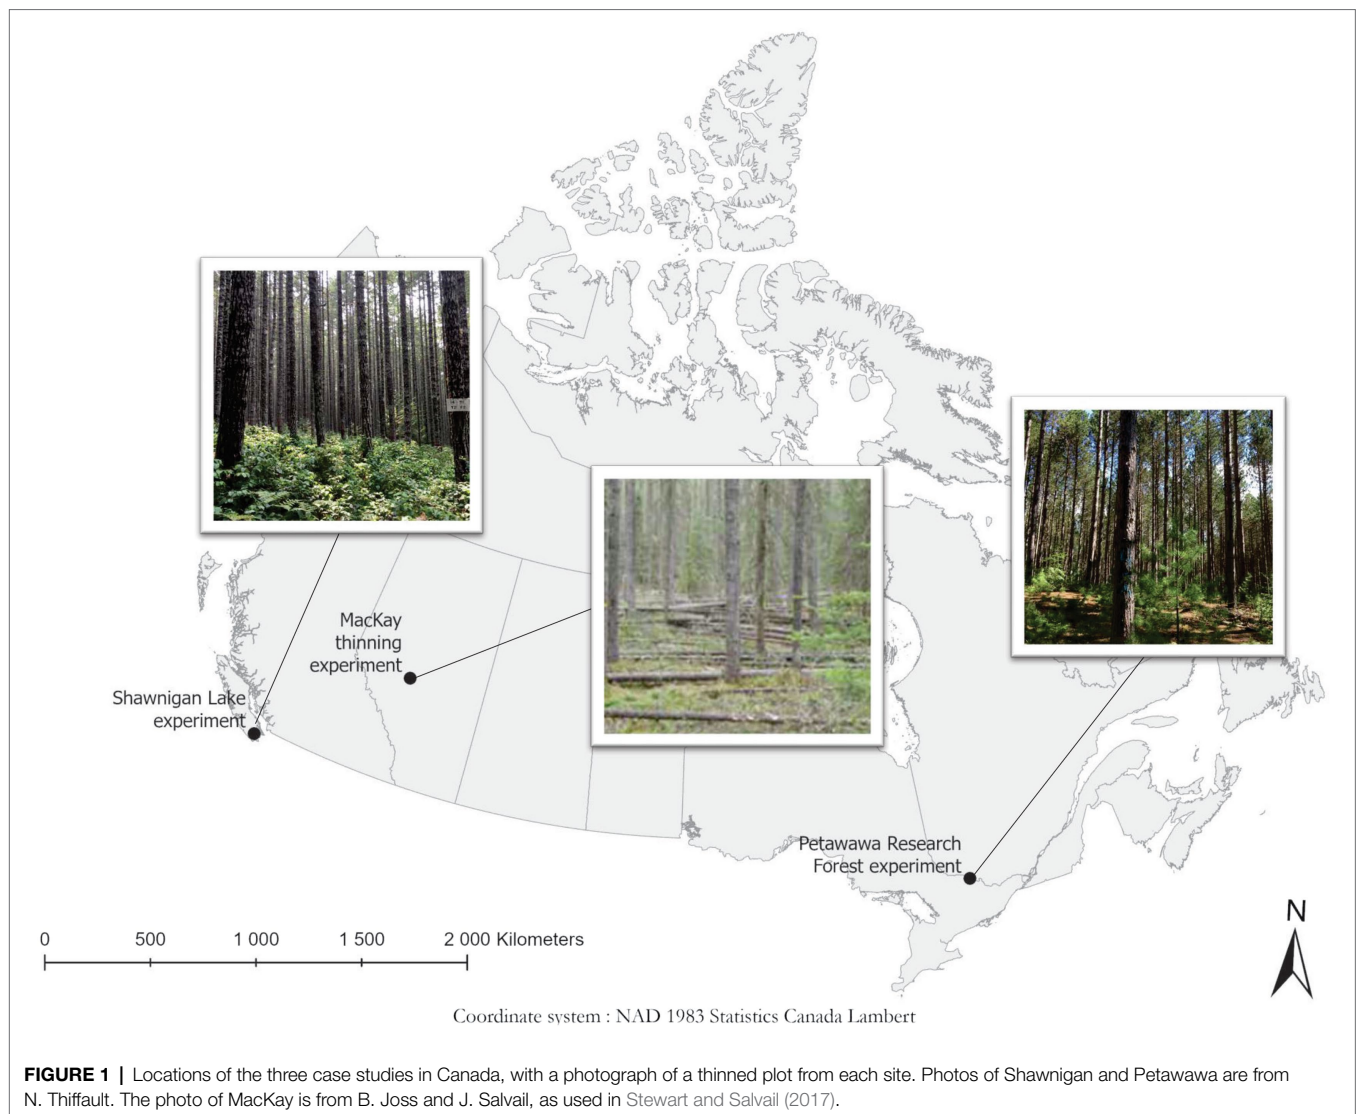 MacKay
thinning
experiment
Shawnigan Lake
experiment
Petawawa Research
Forest experiment
N
0 500 1 000 1 500 2 000 Kilometers
Coordinate system : NAD 1983 Statistics Canada Lambert
FIGURE 1 | Locations of the three case studies in Canada, with a photograph of a thinned plot from each site. Photos of Shawnigan and Petawawa are from
N. Thiffault. The photo of MacKay is from B. Joss and J. Salvail, as used in Stewart and Salvail (2017).